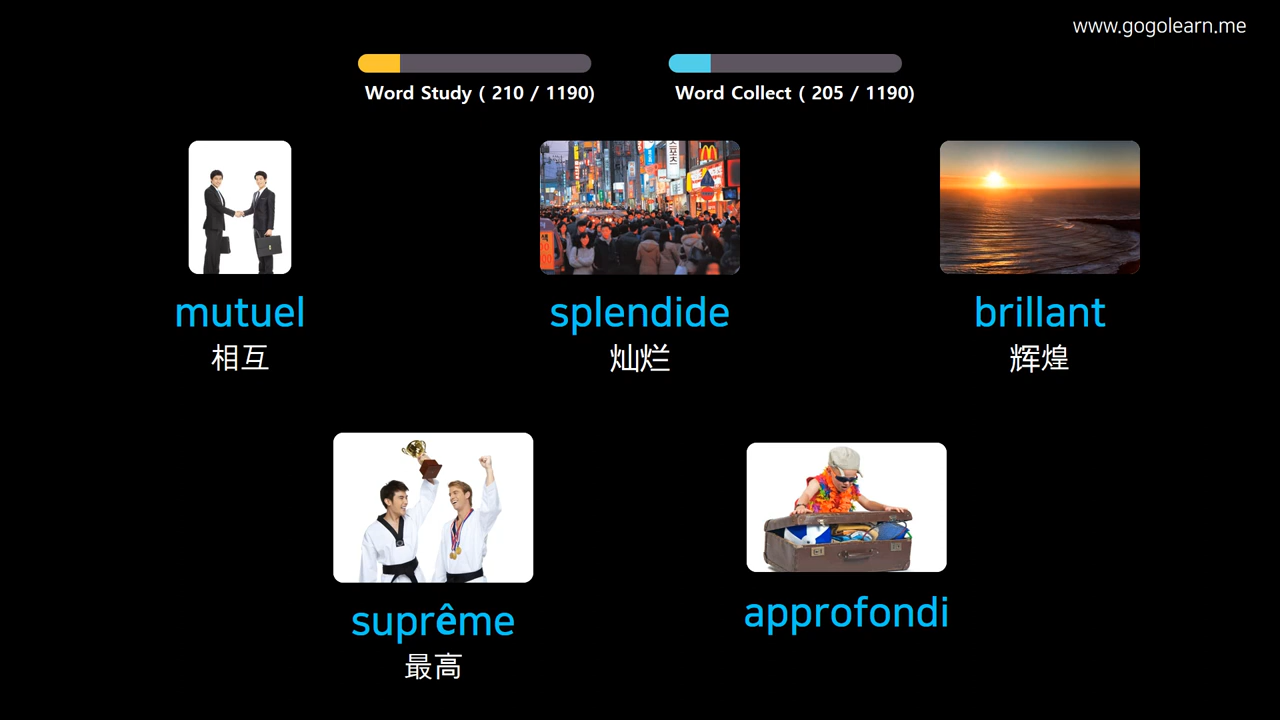 www.gogolearn.me
Word Study ( 210 / 1190)
Word Collect ( 205 / 1190)
mutuel
相互
splendide
灿烂
brillant
辉煌
suprême
最高
approfondi